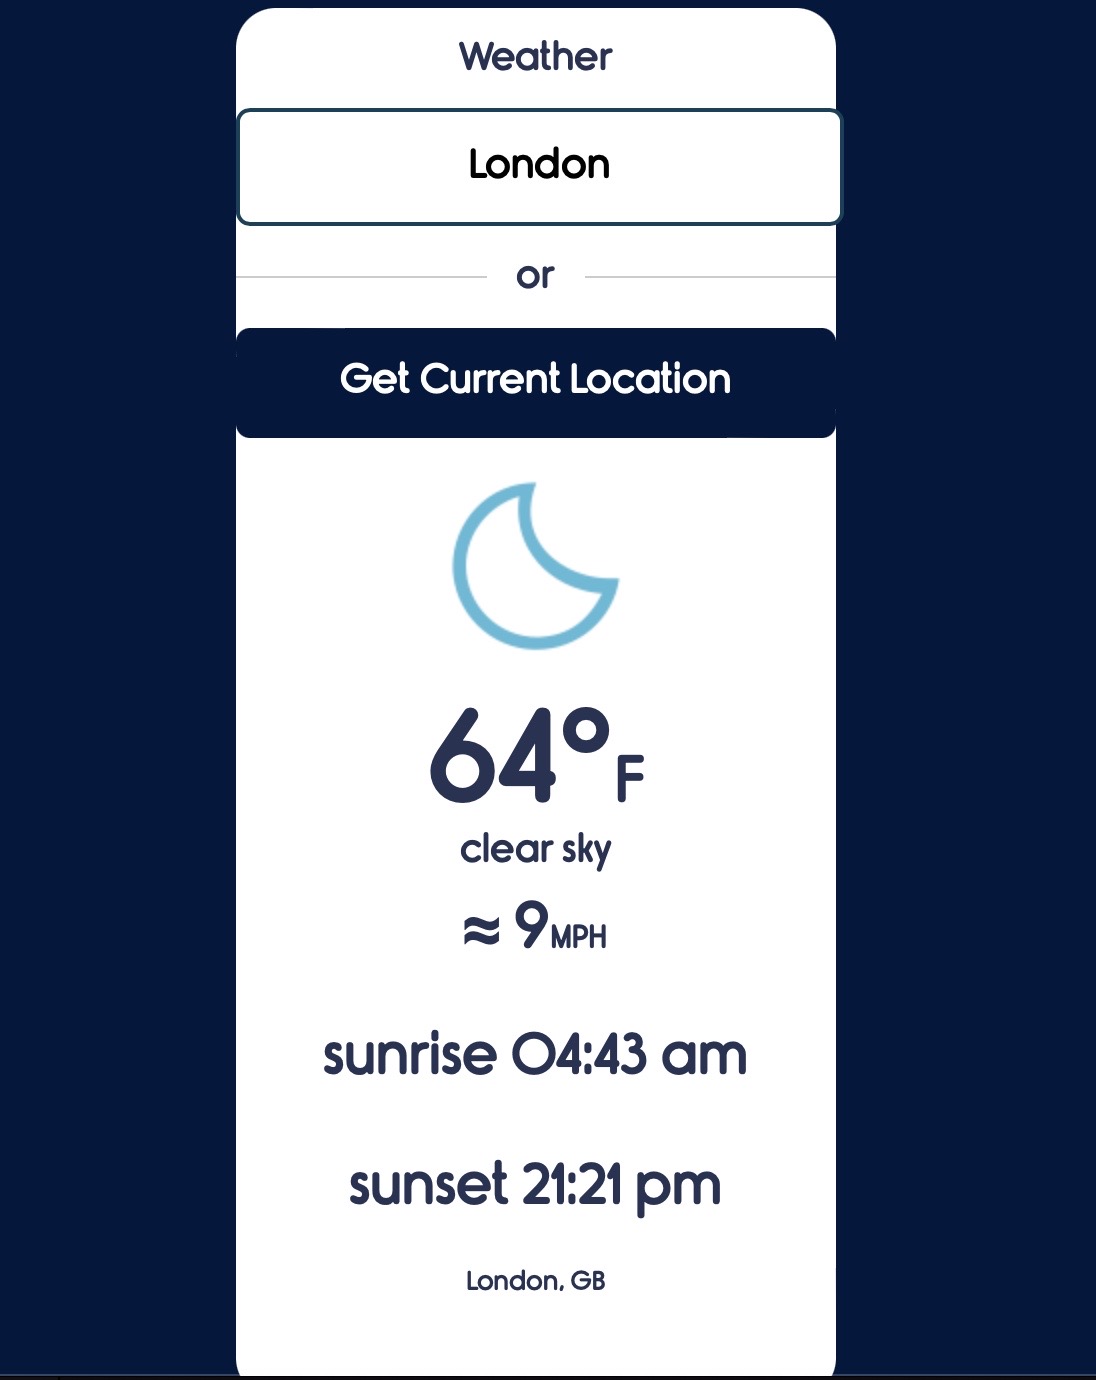 Weather
London
or
Get Current Location
64°F
clear sky
≈ 9MPH
sunrise 04:43 am
sunset 21:21 pm
London, GB